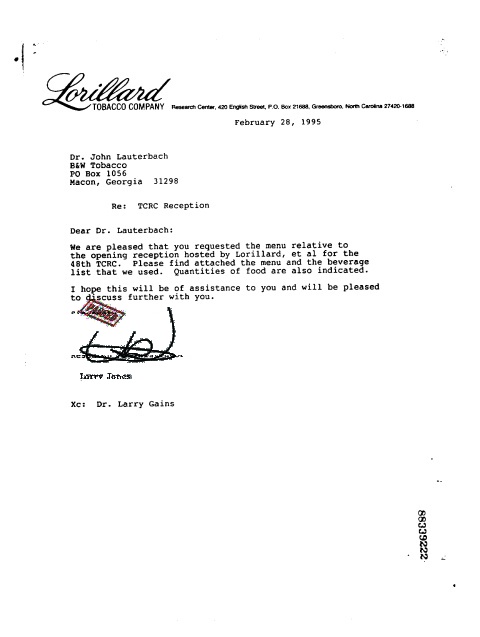 Lorillard
TOBACCO COMPANY Research Center, 420 English Street, P.O. Box 21688, Greensboro, North Carolina 27420-1688
February 28, 1995
Dr. John Lauterbach
B&W Tobacco
PO Box 1056
Macon, Georgia 31298
Re: TCRC Reception
Dear Dr. Lauterbach:
We are pleased that you requested the menu relative to
the opening reception hosted by Lorillard, et al for the
48th TCRC. Please find attached the menu and the beverage
list that we used. Quantities of food are also indicated.
I hope this will be of assistance to you and will be pleased
to discuss further with you.
Larry Jones
Xc: Dr. Larry Gains
88339222